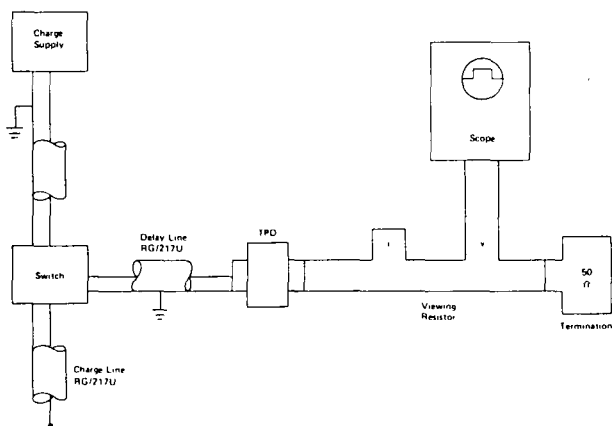 Charge
Supply
Scope
Delay Line
RG/217U
TPD
Switch
I
V
50
Ω
Viewing
Resistor
Termination
Charge Line
RG/217U